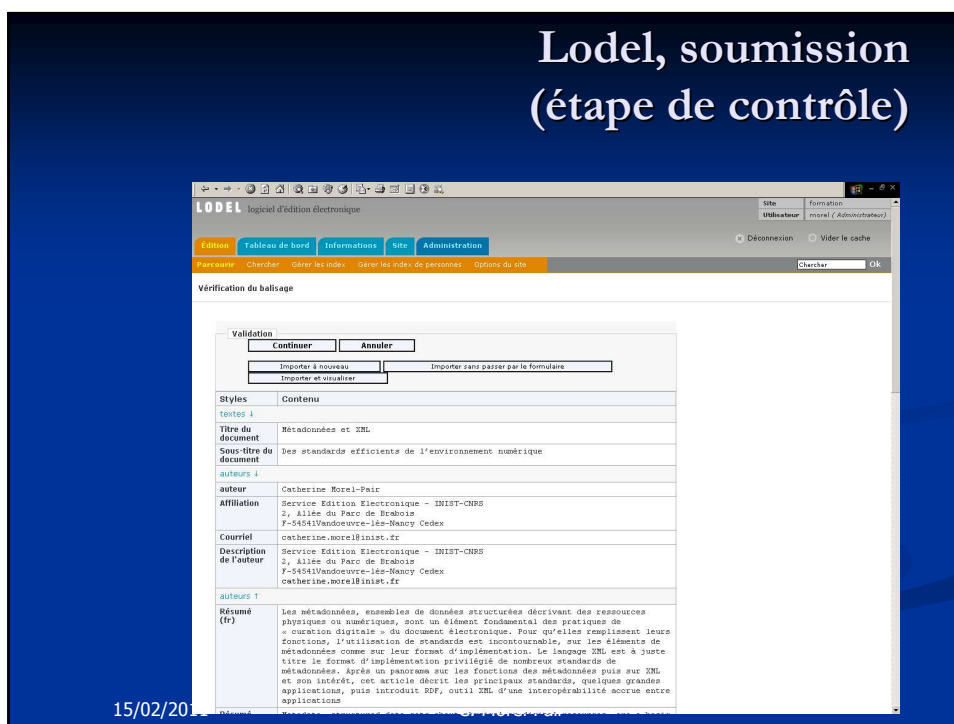 Lodel, soumission
(étape de contrôle)
LODEL logiciel d'édition électronique
Site formation
Utilisateur morel ( Administrateur)
Déconnexion Vider le cache
Édition Tableau de bord Informations Site Administration
Parcourir Chercher Gérer les index Gérer les index de personnes Options du site
Chercher Ok
Vérification du balisage
Validation
Continuer Annuler
Importer à nouveau Importer sans passer par le formulaire
Importer et visualiser
Styles Contenu
textes ↓
Titre du document
Métadonnées et XML
Sous-titre du document
Des standards efficients de l'environnement numérique
auteurs ↓
auteur Catherine Morel-Pair
Affiliation Service Edition Electronique - INIST-CNRS
2, Allée du Parc de Brabois
F-54541Vandoeuvre-lès-Nancy Cedex
Courriel catherine.morel@inist.fr
Description de l'auteur
Service Edition Electronique - INIST-CNRS
2, Allée du Parc de Brabois
F-54541Vandoeuvre-lès-Nancy Cedex
catherine.morel@inist.fr
auteurs ↑
Résumé (fr)
Les métadonnées, ensembles de données structurées décrivant des ressources
physiques ou numériques, sont un élément fondamental des pratiques de
« curation digitale » du document électronique. Pour qu'elles remplissent leurs
fonctions, l'utilisation de standards est incontournable, sur les éléments de
métadonnées comme sur leur format d'implémentation. Le langage XML est à juste
titre le format d'implémentation privilégié de nombreux standards de
métadonnées. Après un panorama sur les fonctions des métadonnées puis sur XML
et son intérêt, cet article décrit les principaux standards, quelques grandes
applications, puis introduit RDF, outil XML d'une interopérabilité accrue entre
applications